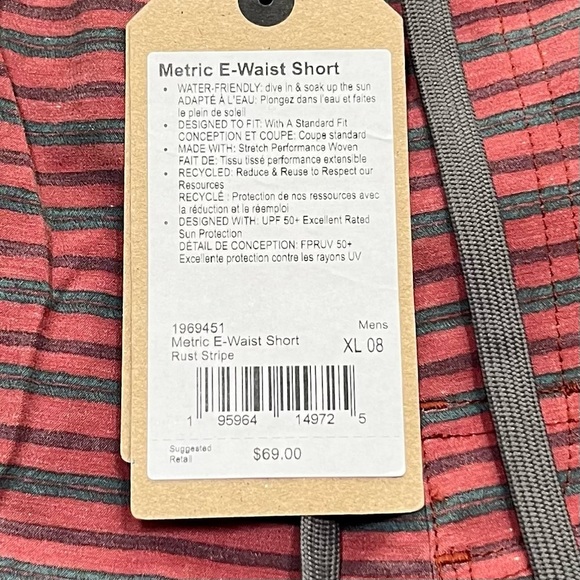 Metric E-Waist Short
• WATER-FRIENDLY: dive in & soak up the sun
ADAPTÉ À L'EAU: Plongez dans l'eau et faites
le plein de soleil
• DESIGNED TO FIT: With A Standard Fit
CONCEPTION ET COUPE: Coupe standard
• MADE WITH: Stretch Performance Woven
FAIT DE: Tissu tissé performance extensible
• RECYCLED: Reduce & Reuse to Respect our
Resources
RECYCLÉ : Protection de nos ressources avec
la réduction et le réemploi
• DESIGNED WITH: UPF 50+ Excellent Rated
Sun Protection
DÉTAIL DE CONCEPTION: FPRUV 50+
Excellente protection contre les rayons UV
1969451 Mens
Metric E-Waist Short XL 08
Rust Stripe
1 95964 14972 5
Suggested
Retail $69.00